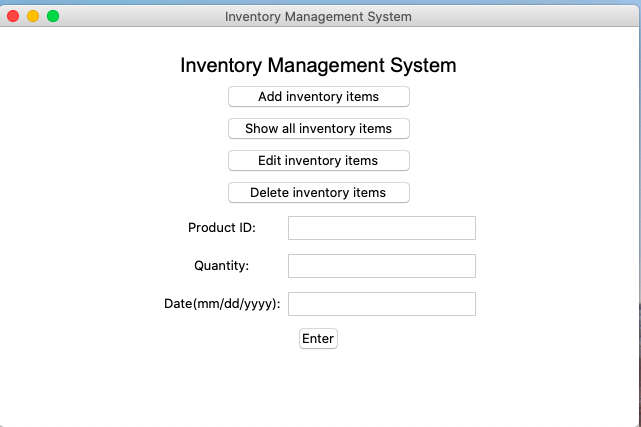 Inventory Management System
Inventory Management System
Add inventory items
Show all inventory items
Edit inventory items
Delete inventory items
Product ID:
Quantity:
Date(mm/dd/yyyy):
Enter